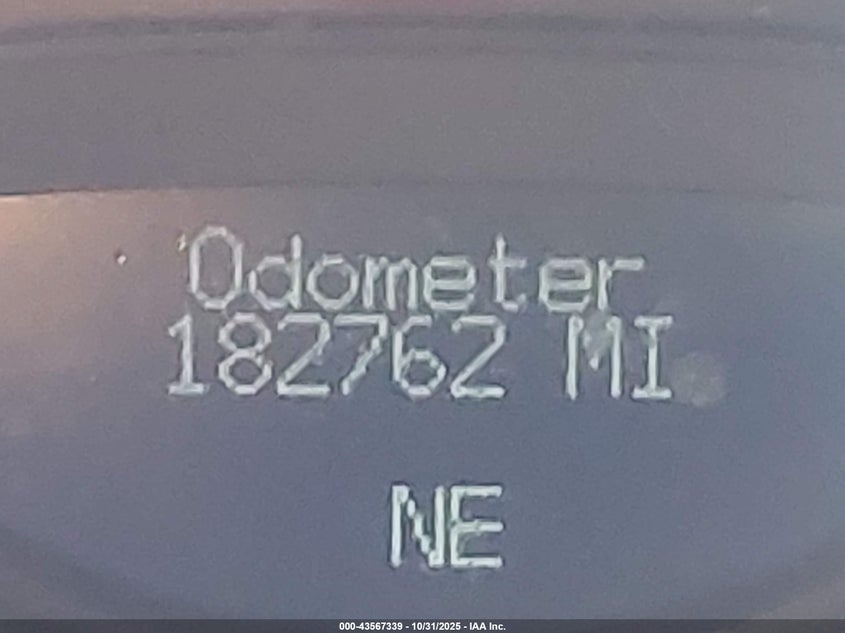 Odometer
182762 MI
NE
000-43567339 - 10/31/2025 - IAA Inc.